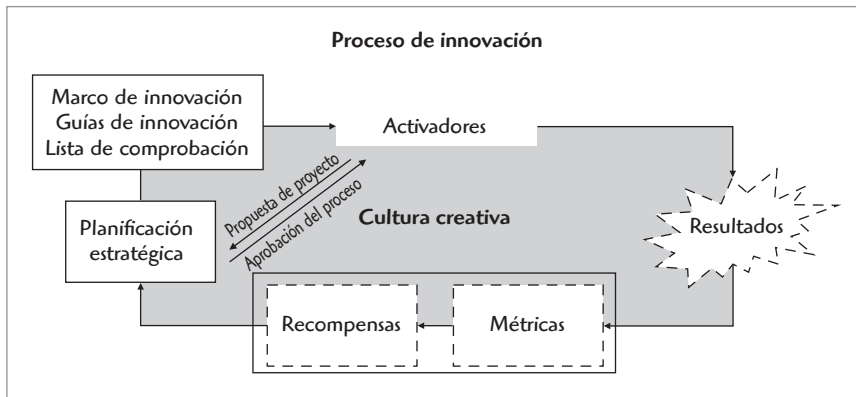 Proceso de innovación
Marco de innovación
Guías de innovación
Lista de comprobación
Activadores
Propuesta de proyecto
Aprobación del proceso
Cultura creativa
Planificación
estratégica
Resultados
Recompensas
Métricas